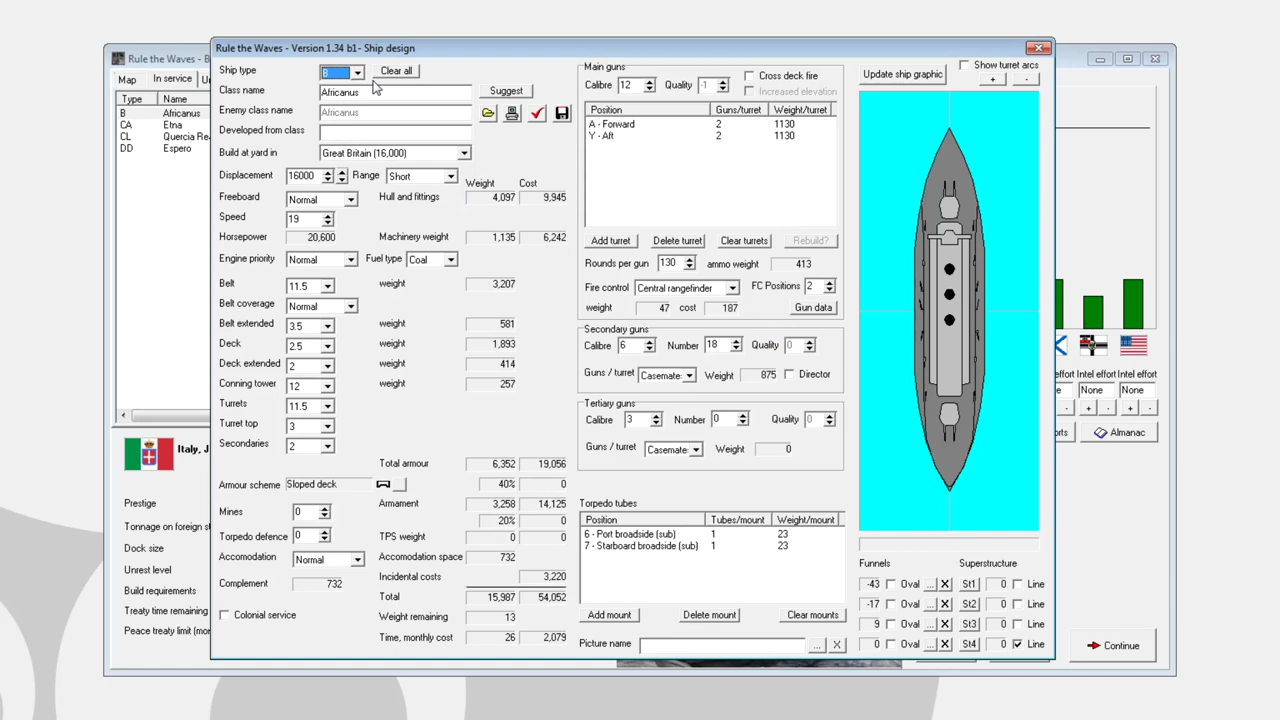 Rule the Waves - B
Rule the Waves - Version 1.34 b1- Ship design
Map In service
Type Name
B Africanus
CA Etna
CL Quercia Re
DD Espero
Italy, J
Prestige
Tonnage on foreign st
Dock size
Unrest level
Build requirements
Treaty time remaining
Peace treaty limit (mor
Ship type B Clear all
Class name Africanus Suggest
Enemy class name Africanus
Developed from class
Build at yard in Great Britain (16,000)
Displacement 16000 Range Short Weight Cost
Freeboard Normal Hull and fittings 4,097 9,945
Speed 19
Horsepower 20,600 Machinery weight 1,135 6,242
Engine priority Normal Fuel type Coal
Belt 11.5 weight 3,207
Belt coverage Normal
Belt extended 3.5 weight 581
Deck 2.5 weight 1,893
Deck extended 2 weight 414
Conning tower 12 weight 257
Turrets 11.5
Turret top 3
Secondaries 2
Total armour 6,352 19,056
Armour scheme Sloped deck 40% 0
Mines 0 Armament 3,258 14,125
20% 0
Torpedo defence 0 TPS weight 0 0
Accomodation Normal Accomodation space 732
Complement 732 Incidental costs 3,220
Total 15,987 54,052
Colonial service Weight remaining 13
Time, monthly cost 26 2,079
Main guns
Calibre 12 Quality -1 Cross deck fire
Increased elevation
Position Guns/turret Weight/turret
A - Forward 2 1130
Y - Aft 2 1130
Add turret Delete turret Clear turrets Rebuild?
Rounds per gun 130 ammo weight 413
Fire control Central rangefinder FC Positions 2
weight 47 cost 187 Gun data
Secondary guns
Calibre 6 Number 18 Quality 0
Guns / turret Casemate: Weight 875 Director
Tertiary guns
Calibre 3 Number 0 Quality 0
Guns / turret Casemate: Weight 0
Torpedo tubes
Position Tubes/mount Weight/mount
6 - Port broadside (sub) 1 23
7 - Starboard broadside (sub) 1 23
Add mount Delete mount Clear mounts
Picture name ... X
Update ship graphic Show turret arcs
+ -
Funnels Superstructure
-43 Oval ... X St1 0 Line
-17 Oval ... X St2 0 Line
9 Oval ... X St3 0 Line
0 Oval ... X St4 0 Line
Intel effort Intel effort
None None
- + - + -
Almanac
Continue